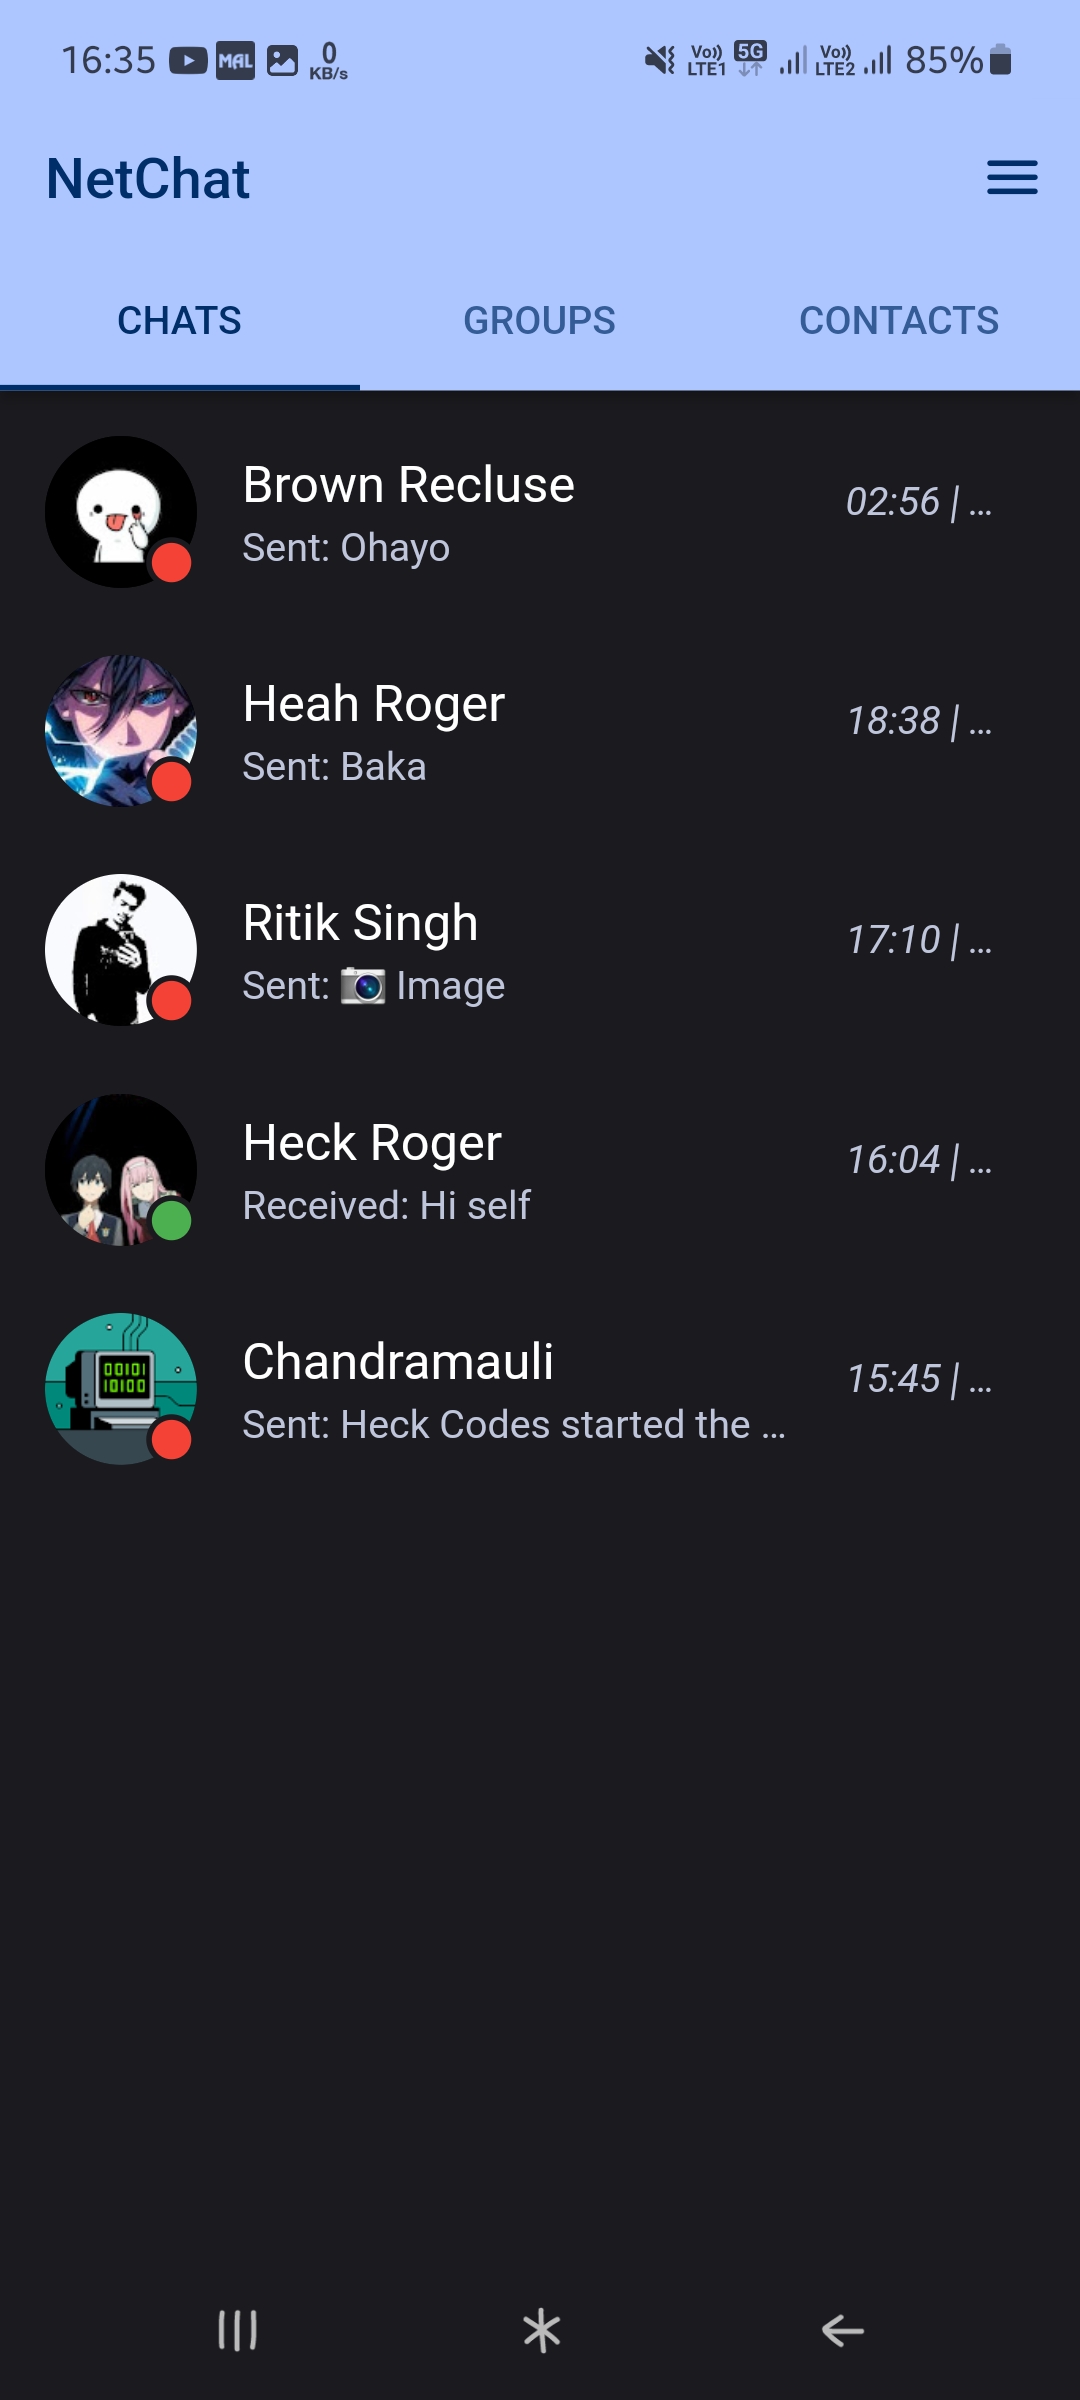 16:35 MAL 0 KB/s Vo)) LTE1 5G Vo)) LTE2 85%
NetChat
CHATS GROUPS CONTACTS
Brown Recluse
02:56 | ...
Sent: Ohayo
Heah Roger
18:38 | ...
Sent: Baka
Ritik Singh
17:10 | ...
Sent: 📷 Image
Heck Roger
16:04 | ...
Received: Hi self
Chandramauli
15:45 | ...
Sent: Heck Codes started the ...
00101
10100